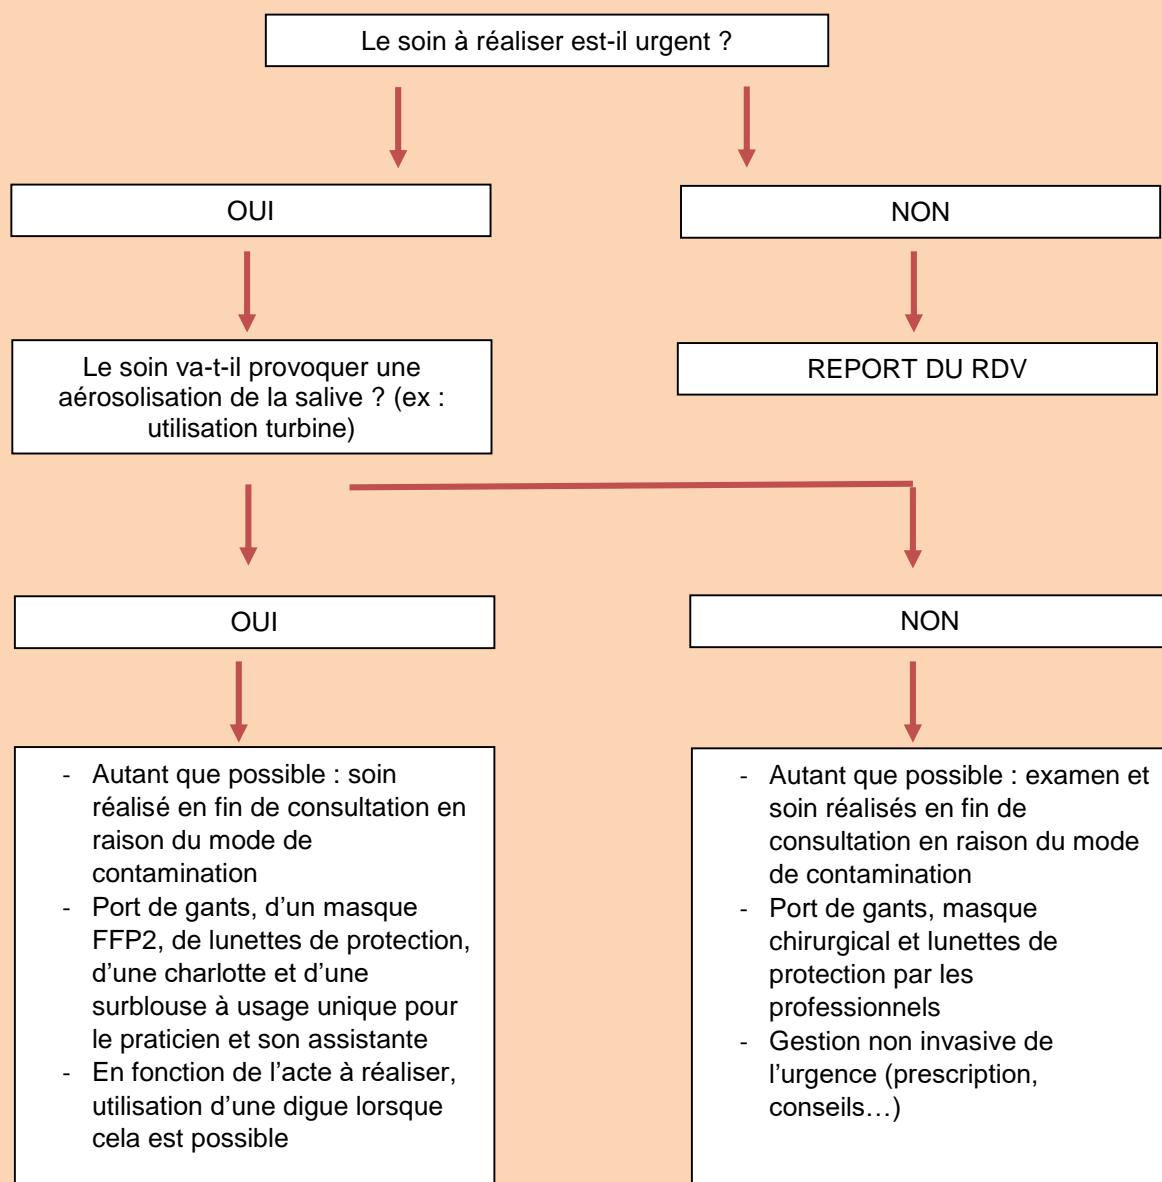 Le soin à réaliser est-il urgent ?
OUI
NON
Le soin va-t-il provoquer une
aérosolisation de la salive ? (ex :
utilisation turbine)
REPORT DU RDV
OUI
NON
- Autant que possible : soin
réalisé en fin de consultation en
raison du mode de
contamination
- Port de gants, d’un masque
FFP2, de lunettes de protection,
d’une charlotte et d’une
surblouse à usage unique pour
le praticien et son assistante
- En fonction de l’acte à réaliser,
utilisation d’une digue lorsque
cela est possible
- Autant que possible : examen et
soin réalisés en fin de
consultation en raison du mode
de contamination
- Port de gants, masque
chirurgical et lunettes de
protection par les
professionnels
- Gestion non invasive de
l’urgence (prescription,
conseils…)